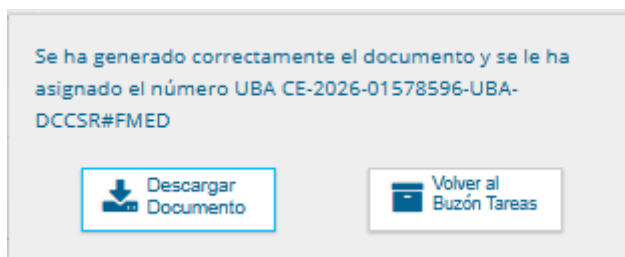 Se ha generado correctamente el documento y se le ha
asignado el número UBA CE-2026-01578596-UBA-
DCCSR#FMED
Descargar
Documento
Volver al
Buzón Tareas